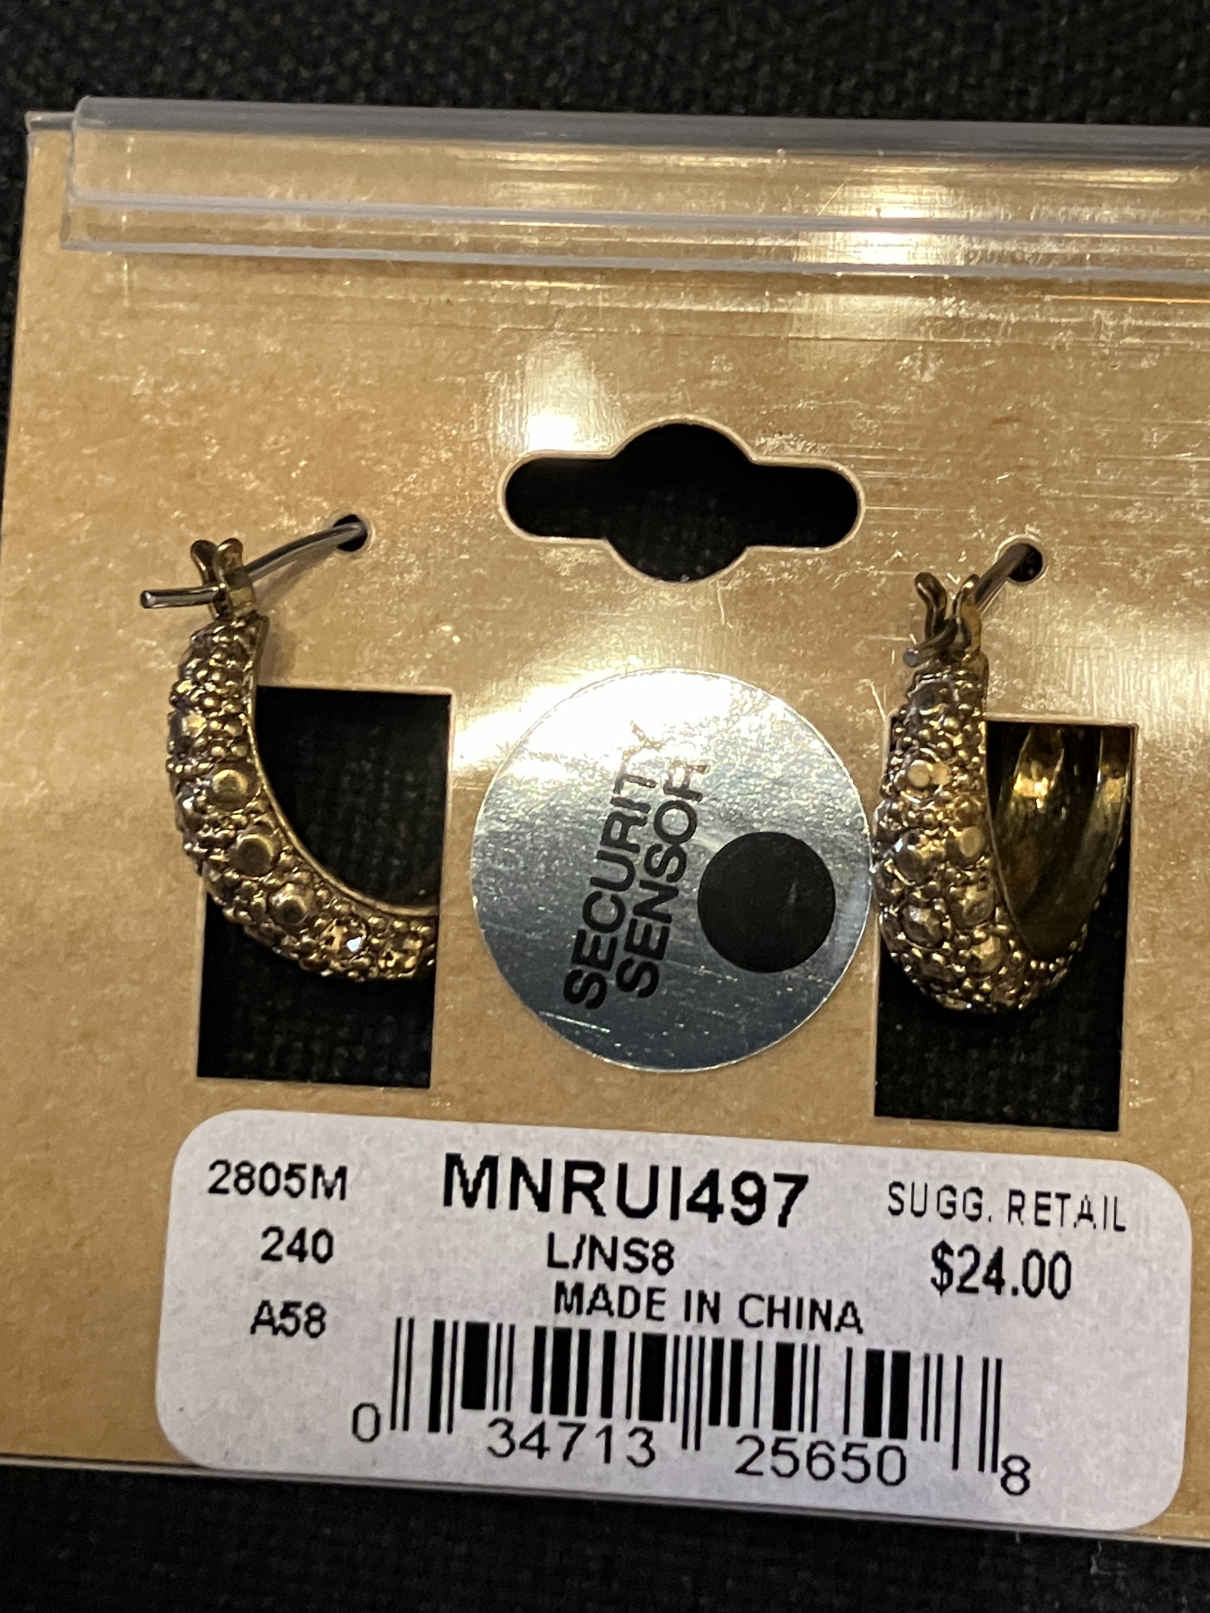 SECURITY
SENSOR
2805M
MNRUI497
SUGG. RETAIL
240
L/NS8
$24.00
A58
MADE IN CHINA
0 34713 25650 8